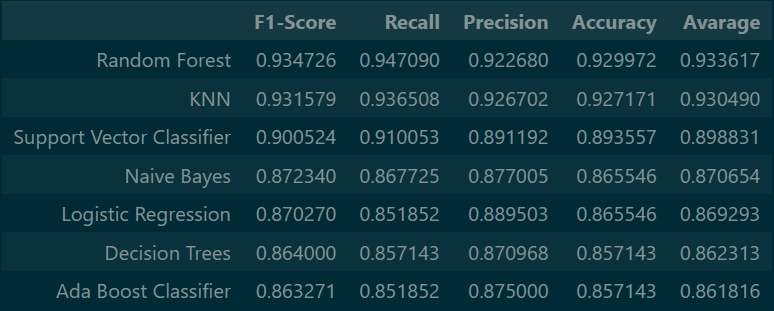 F1-Score Recall Precision Accuracy Avarage
Random Forest 0.934726 0.947090 0.922680 0.929972 0.933617
KNN 0.931579 0.936508 0.926702 0.927171 0.930490
Support Vector Classifier 0.900524 0.910053 0.891192 0.893557 0.898831
Naive Bayes 0.872340 0.867725 0.877005 0.865546 0.870654
Logistic Regression 0.870270 0.851852 0.889503 0.865546 0.869293
Decision Trees 0.864000 0.857143 0.870968 0.857143 0.862313
Ada Boost Classifier 0.863271 0.851852 0.875000 0.857143 0.861816